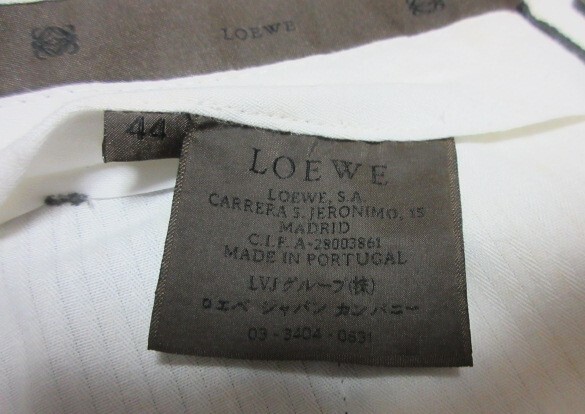 LOEWE
44
LOEWE
LOEWE, S.A.
CARRERA S. JERONIMO, 15
MADRID
C.I.F. A-28003861
MADE IN PORTUGAL
LVJグループ(株)
ロエベ ジャパン カンパニー
03-3404-0631